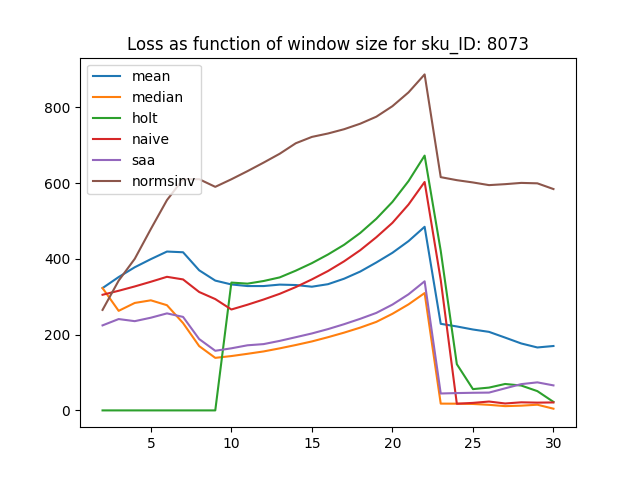 Loss as function of window size for sku_ID: 8073
mean
median
holt
naive
saa
normsinv
800
600
400
200
0
5 10 15 20 25 30